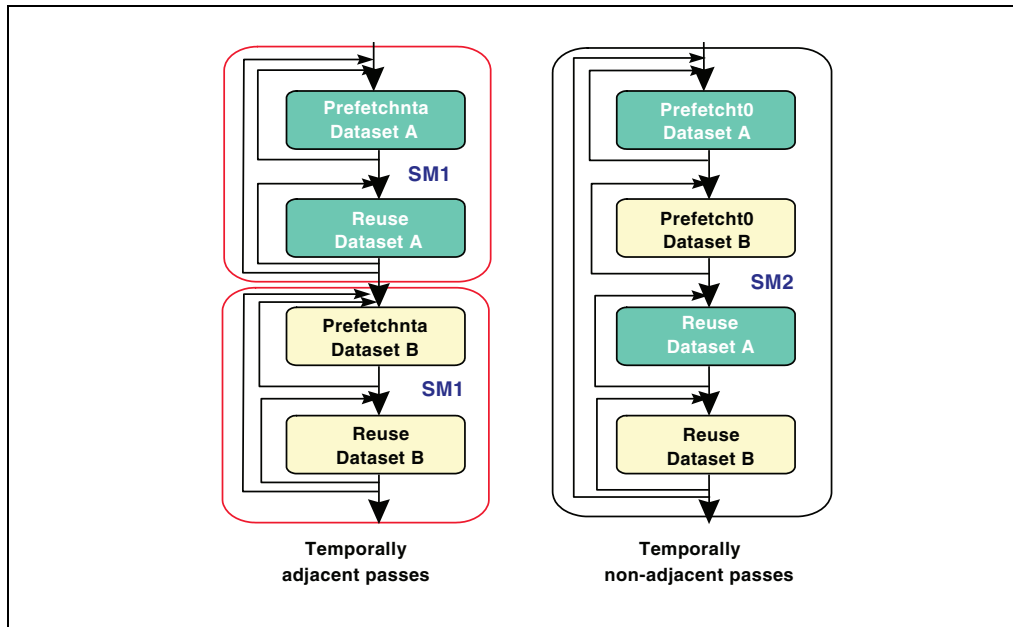 Prefetchnta
Dataset A
SM1
Reuse
Dataset A
Prefetchnta
Dataset B
SM1
Reuse
Dataset B
Temporally
adjacent passes
Prefetcht0
Dataset A
Prefetcht0
Dataset B
SM2
Reuse
Dataset A
Reuse
Dataset B
Temporally
non-adjacent passes